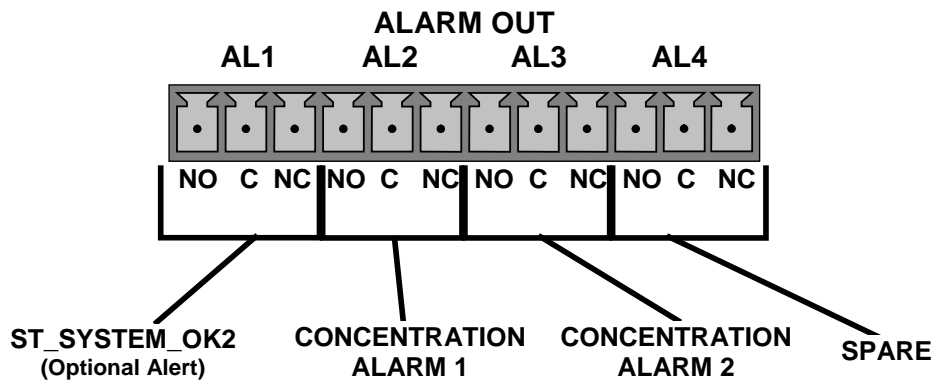 ALARM OUT
AL1 AL2 AL3 AL4
NO C NC NO C NC NO C NC NO C NC
ST_SYSTEM_OK2
(Optional Alert)
CONCENTRATION
ALARM 1
CONCENTRATION
ALARM 2
SPARE